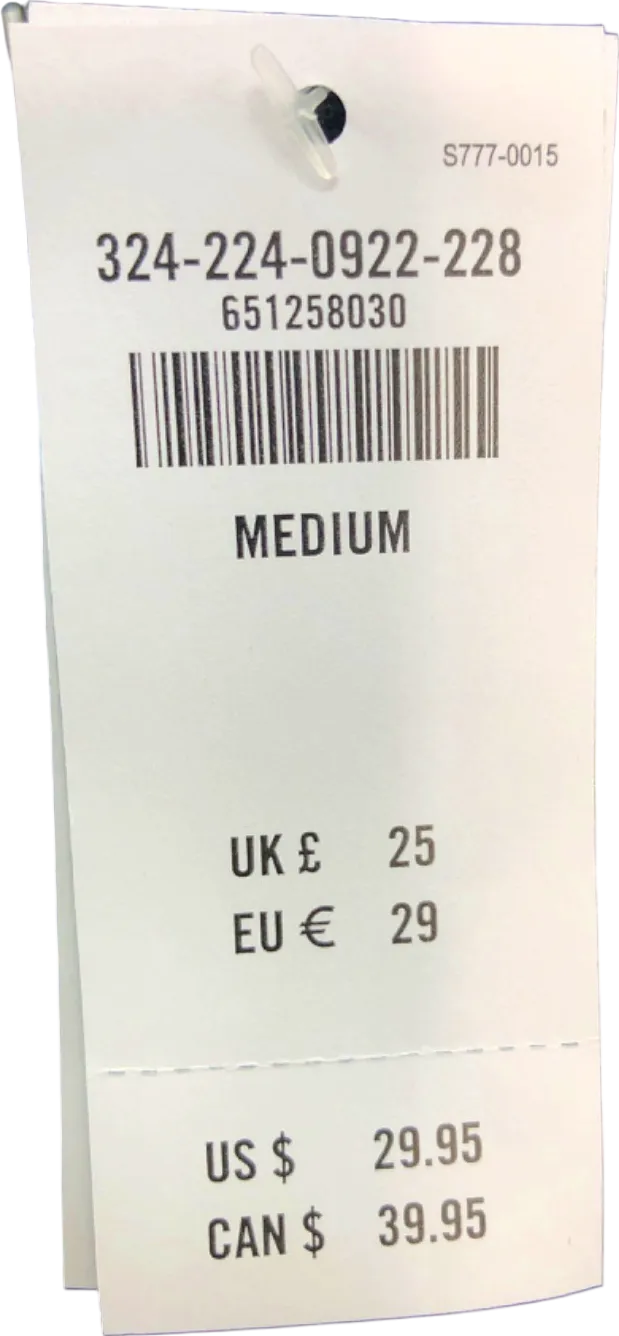 S777-0015
324-224-0922-228
651258030
MEDIUM
UK £ 25
EU € 29
US $ 29.95
CAN $ 39.95